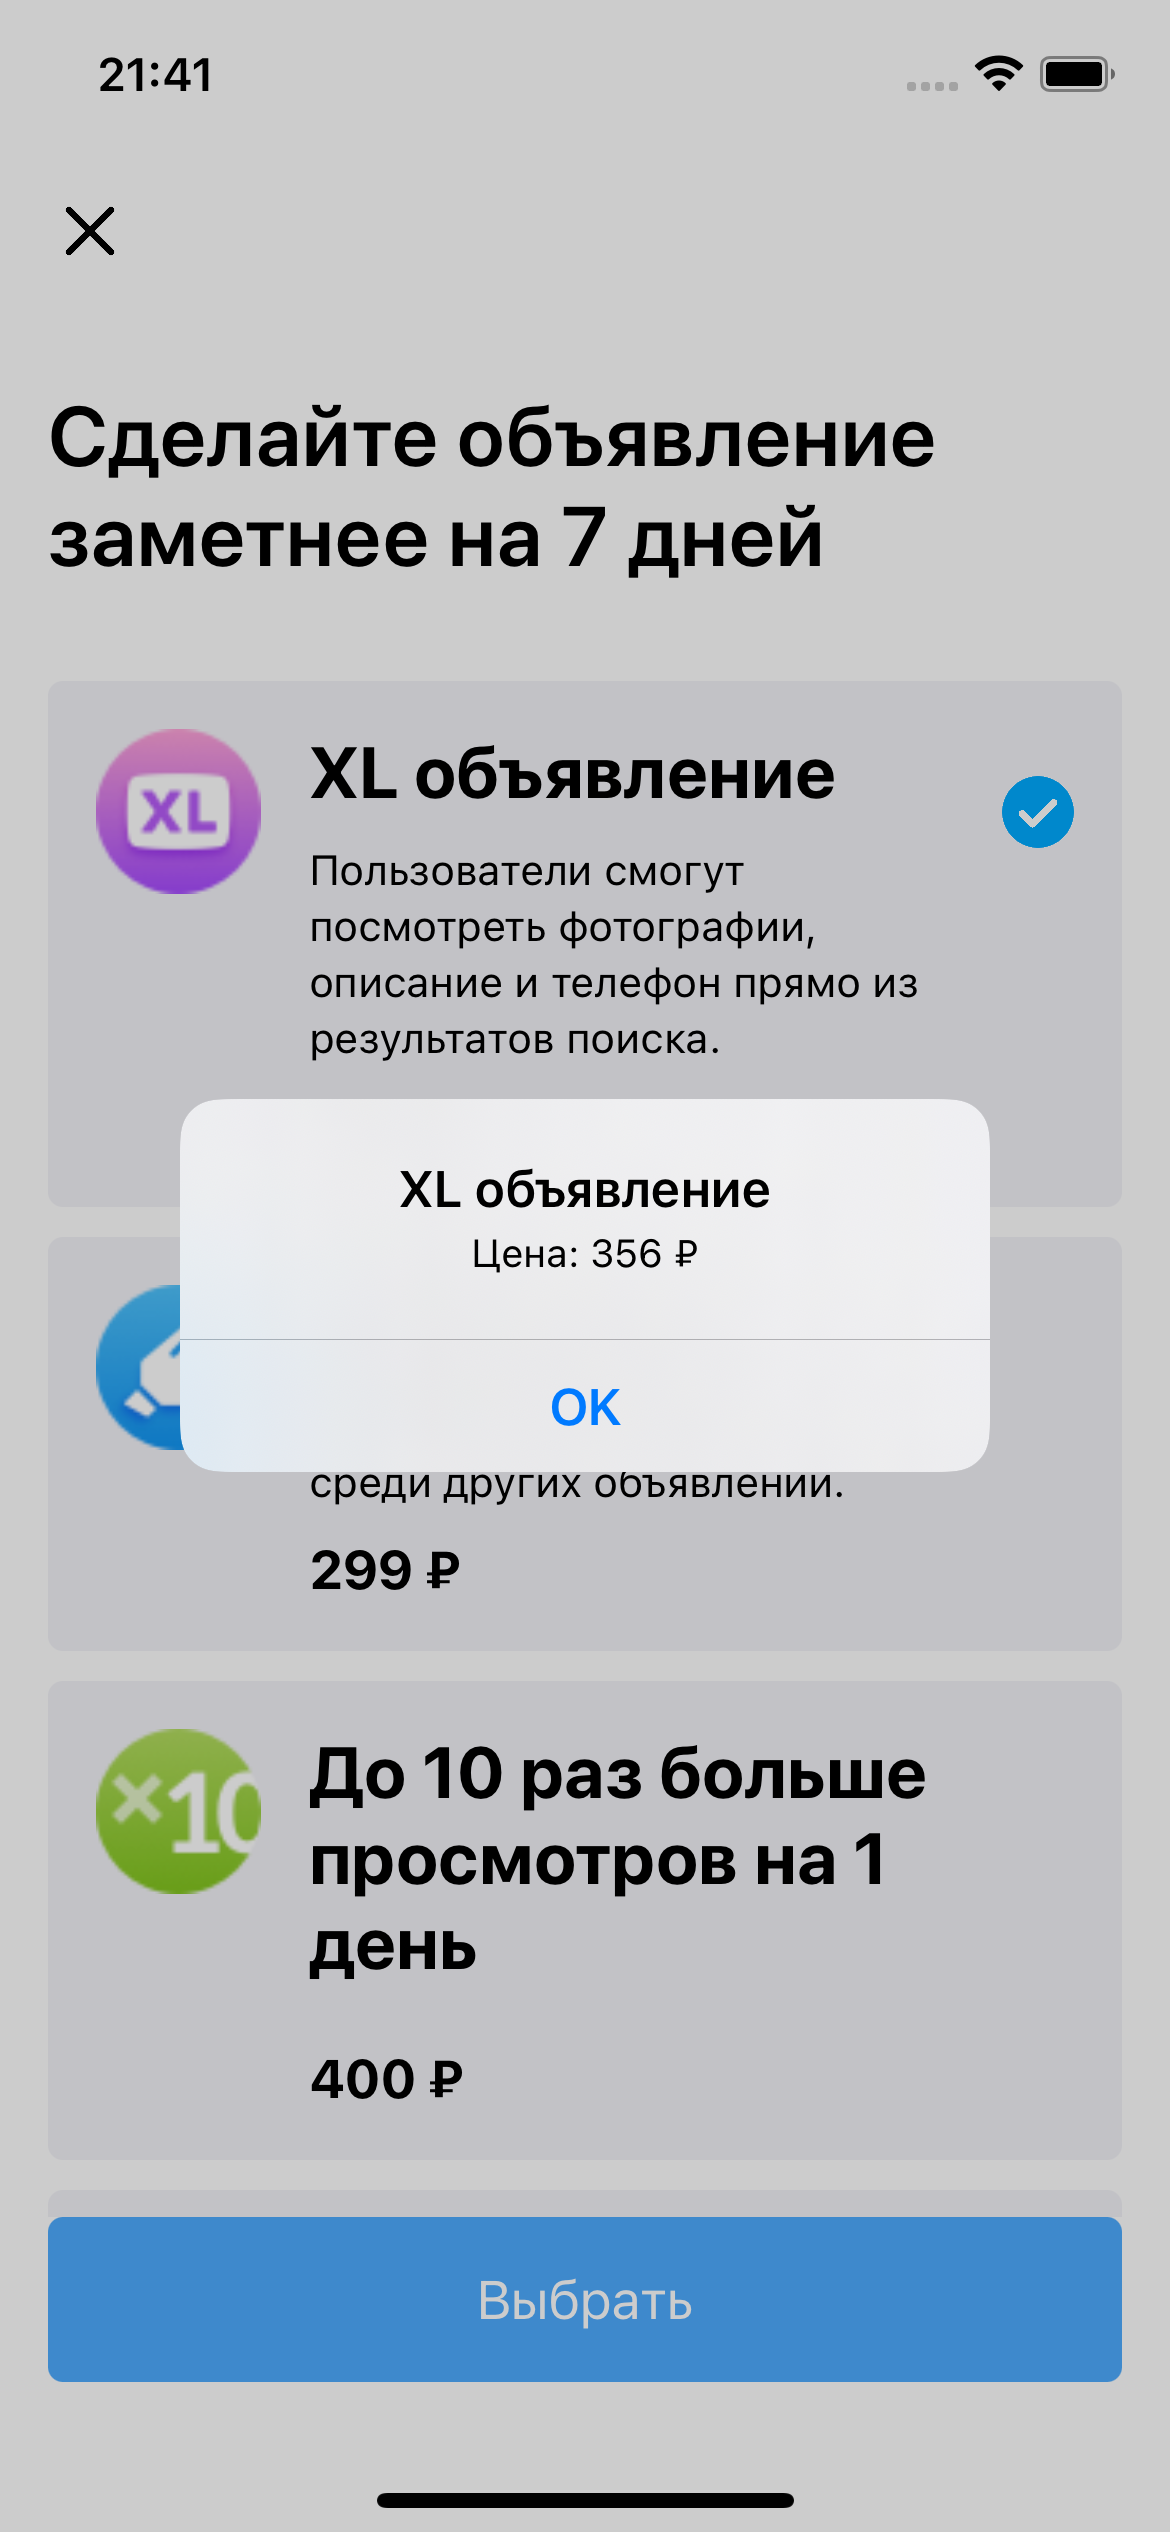 21:41
Сделайте объявление
заметнее на 7 дней
XL
XL объявление
Пользователи смогут
посмотреть фотографии,
описание и телефон прямо из
результатов поиска.
XL объявление
Цена: 356 ₽
OK
среди других объявлений.
299 ₽
×10
До 10 раз больше
просмотров на 1
день
400 ₽
Выбрать